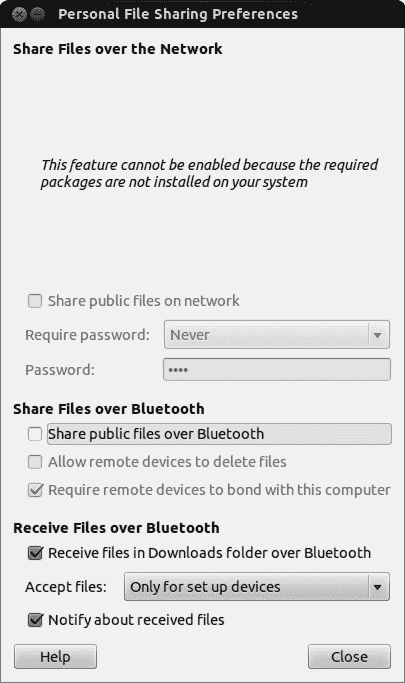 Personal File Sharing Preferences
Share Files over the Network
This feature cannot be enabled because the required
packages are not installed on your system
Share public files on network
Require password: Never
Password: ••••
Share Files over Bluetooth
Share public files over Bluetooth
Allow remote devices to delete files
Require remote devices to bond with this computer
Receive Files over Bluetooth
Receive files in Downloads folder over Bluetooth
Accept files: Only for set up devices
Notify about received files
Help Close